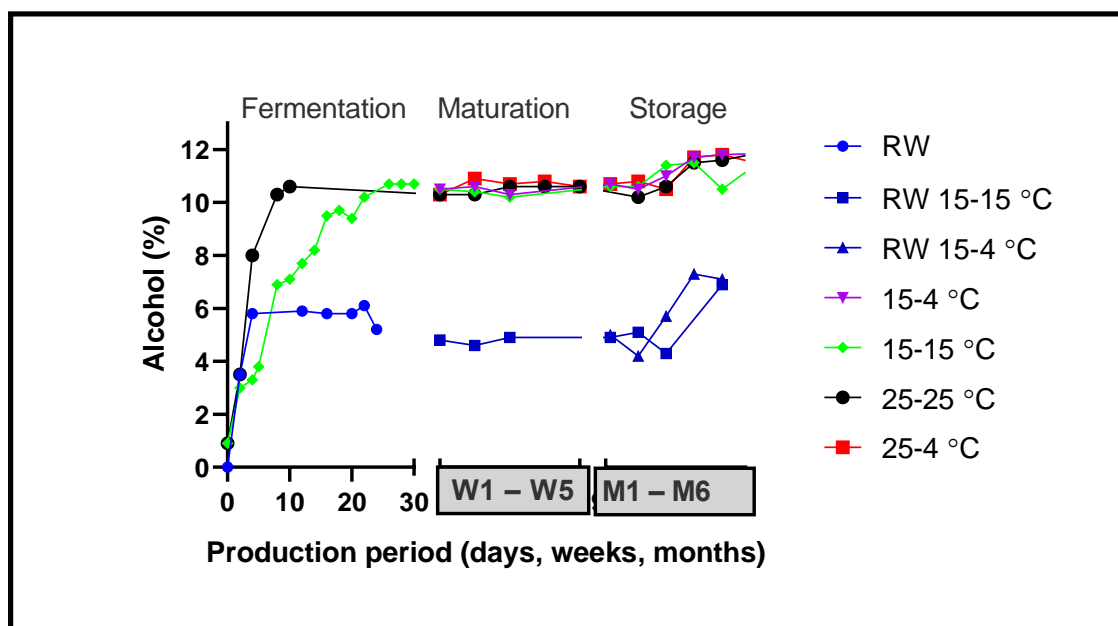 Fermentation Maturation Storage
12
10
8
6
4
2
0
Alcohol (%)
0 10 20 30
W1 – W5
M1 – M6
Production period (days, weeks, months)
RW
RW 15-15 °C
RW 15-4 °C
15-4 °C
15-15 °C
25-25 °C
25-4 °C